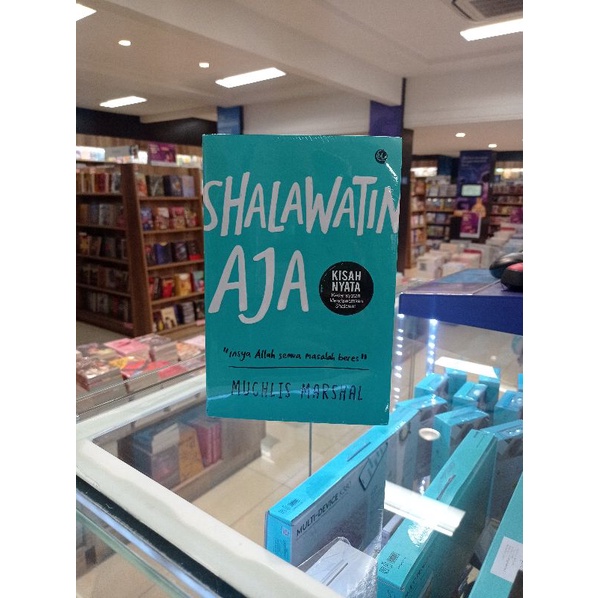 SHALAWATIN
AJA
KISAH
NYATA
"Insya Allah semua masalah beres"
MUCHLIS MARSHAL
MULTI-DEVICE